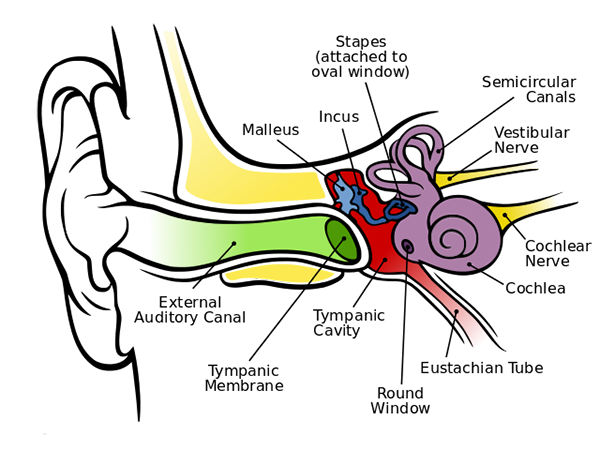 Stapes
(attached to
oval window)
Semicircular
Canals
Incus
Malleus
Vestibular
Nerve
Cochlear
Nerve
Cochlea
External
Auditory Canal
Tympanic
Cavity
Eustachian Tube
Tympanic
Membrane
Round
Window